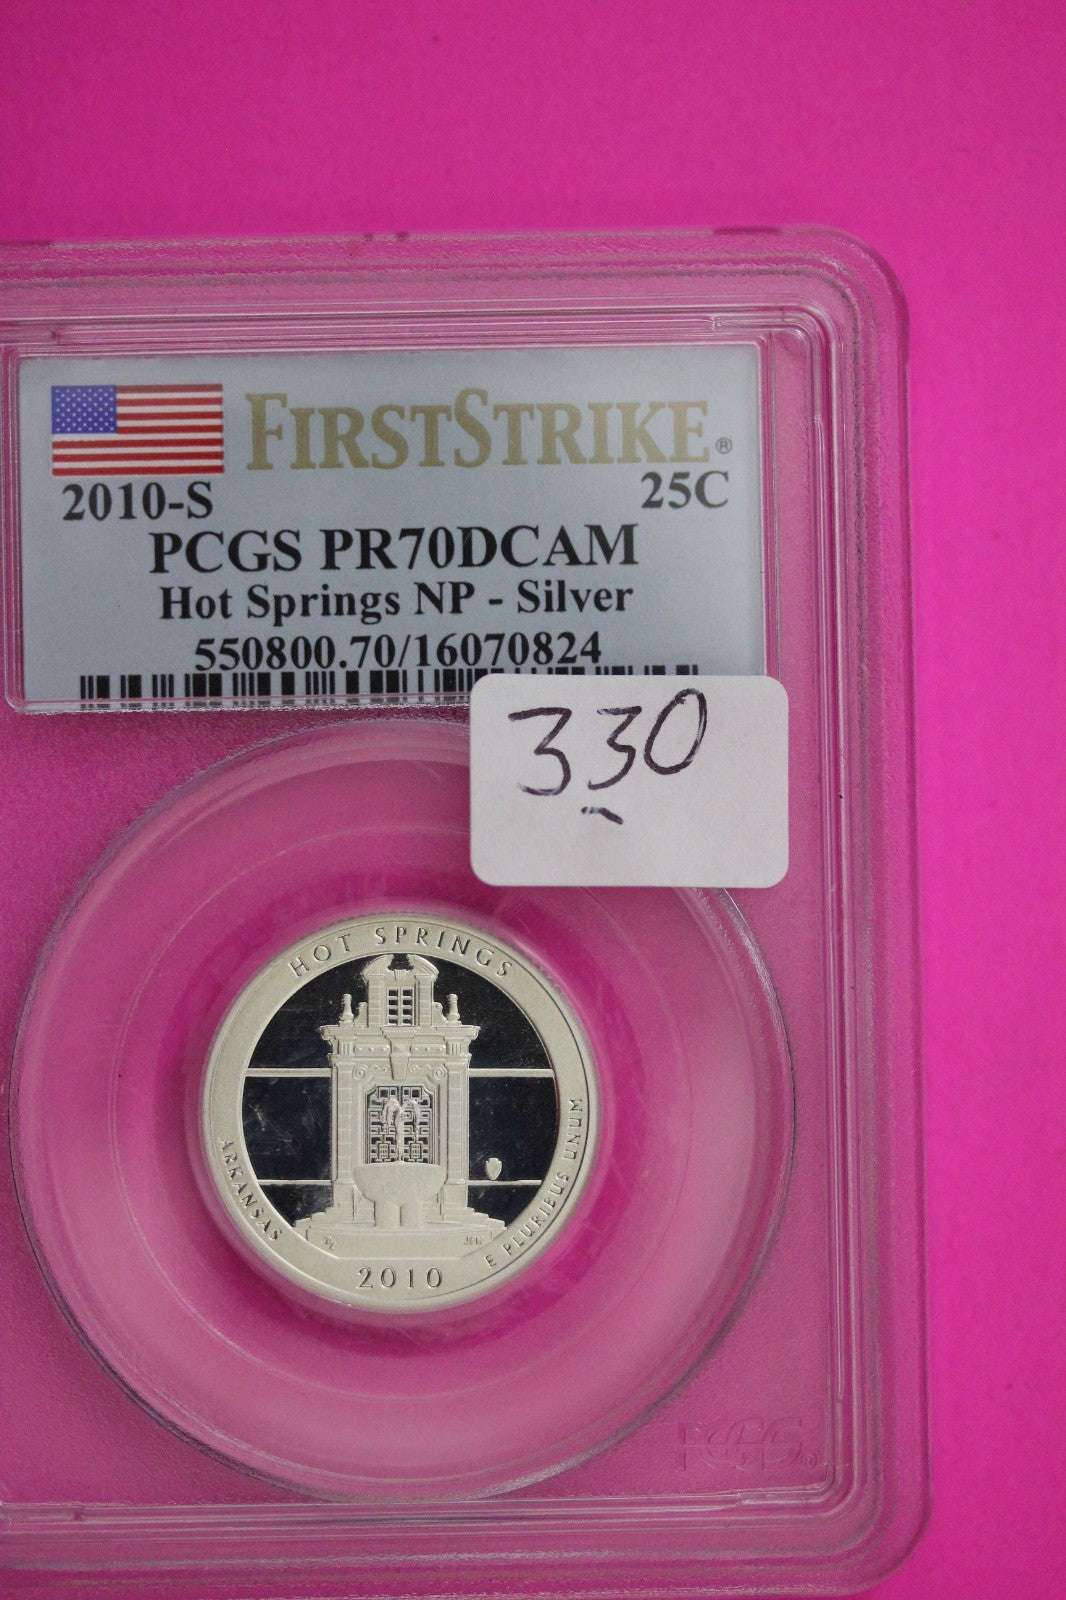 FIRSTSTRIKE®
2010-S 25C
PCGS PR70DCAM
Hot Springs NP - Silver
550800.70/16070824
330
HOT SPRINGS
ARKANSAS
2010
E PLURIBUS UNUM
PCGS